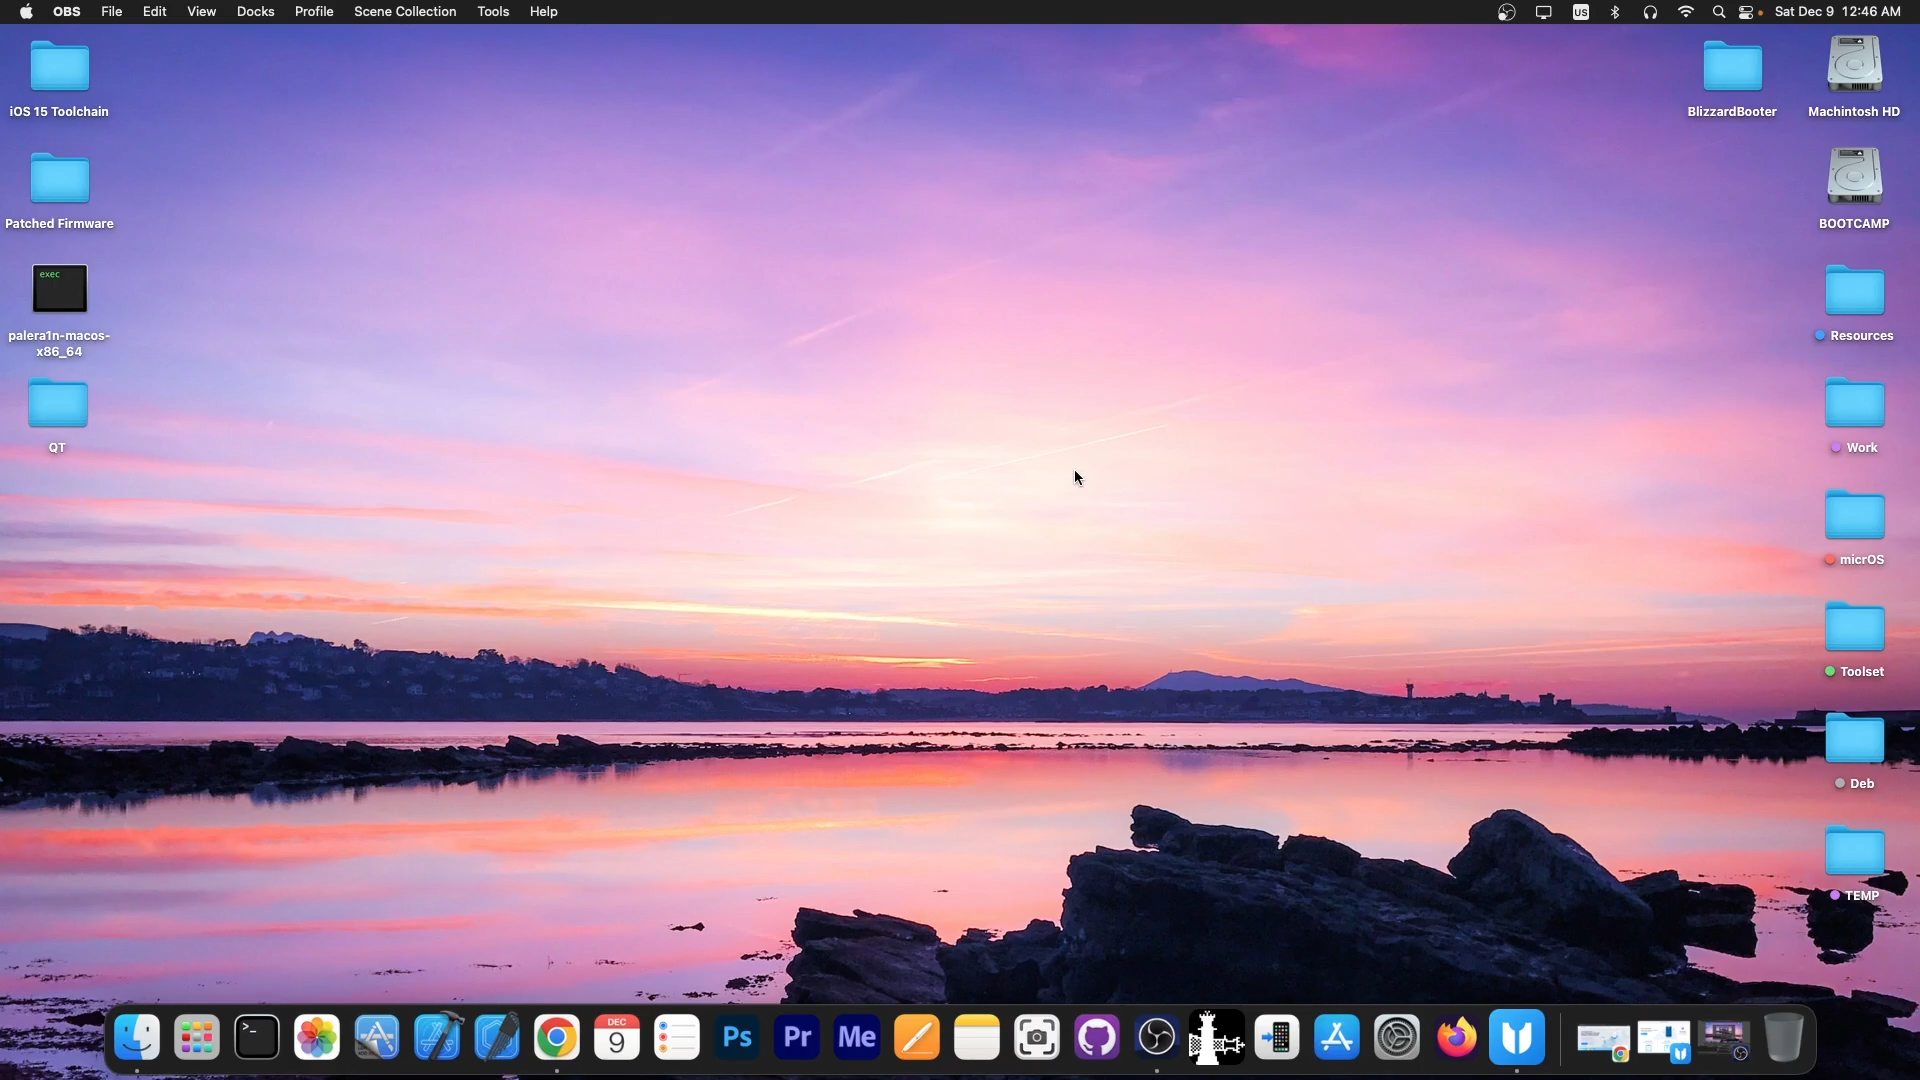 OBS File Edit View Docks Profile Scene Collection Tools Help
US
Sat Dec 9 12:46 AM
iOS 15 Toolchain
Patched Firmware
exec
palera1n-macos-
x86_64
QT
BlizzardBooter
Machintosh HD
BOOTCAMP
Resources
Work
micrOS
Toolset
Deb
TEMP
>_
DEC
9
Ps
Pr
Me